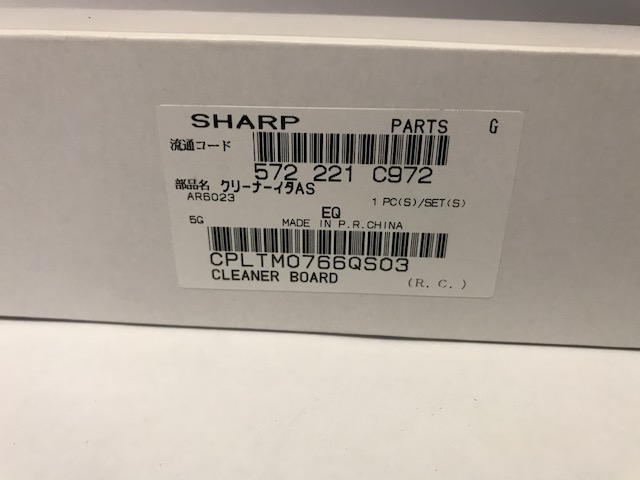 SHARP PARTS G
流通コード
572 221 C972
部品名 クリーナーイタAS
AR6023 1 PC(S)/SET(S)
EQ
5G MADE IN P.R.CHINA
CPLTM0766QS03
CLEANER BOARD (R.C.)